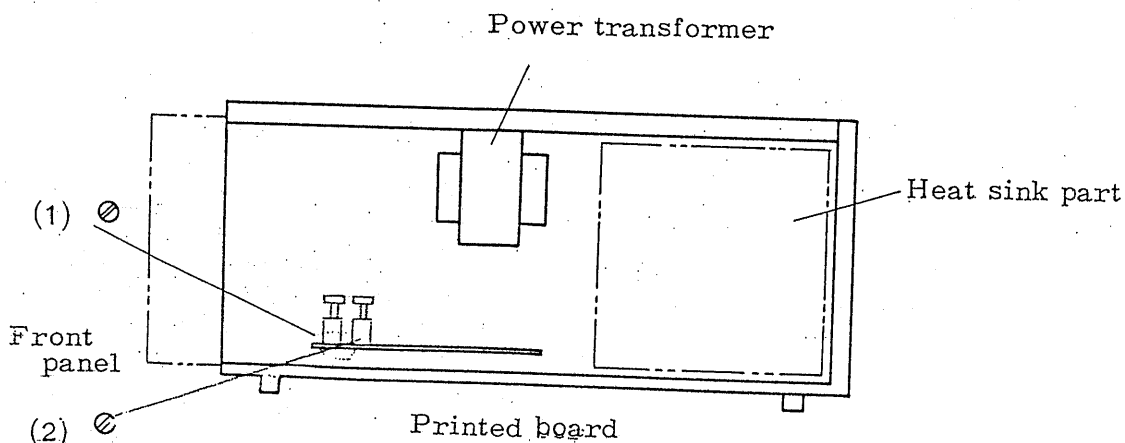 Power transformer
Heat sink part
(1)
Front
panel
(2)
Printed board